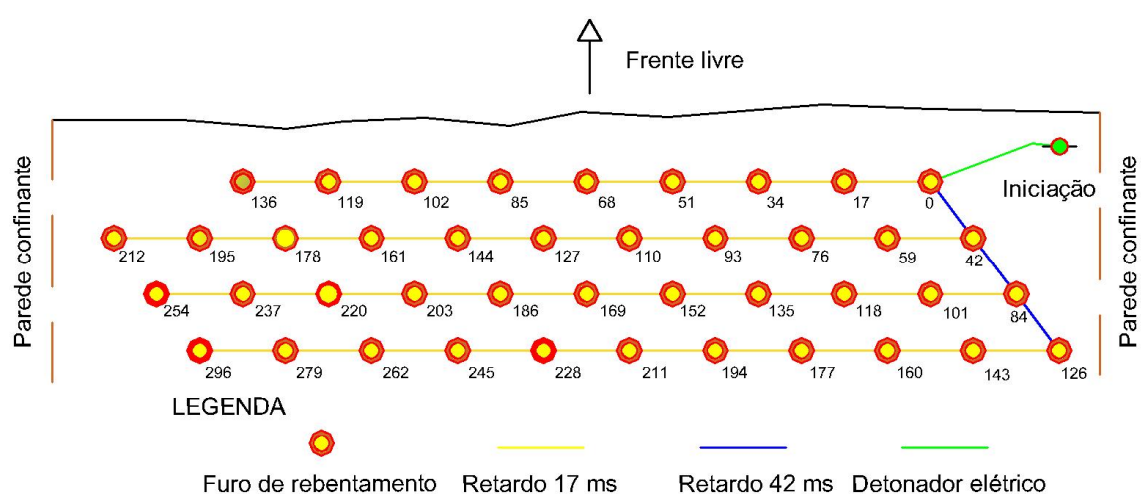 Frente livre
Parede confinante
Parede confinante
Iniciação
136 119 102 85 68 51 34 17 0
212 195 178 161 144 127 110 93 76 59 42
254 237 220 203 186 169 152 135 118 101 84
296 279 262 245 228 211 194 177 160 143 126
LEGENDA
Furo de rebentamento Retardo 17 ms Retardo 42 ms Detonador elétrico